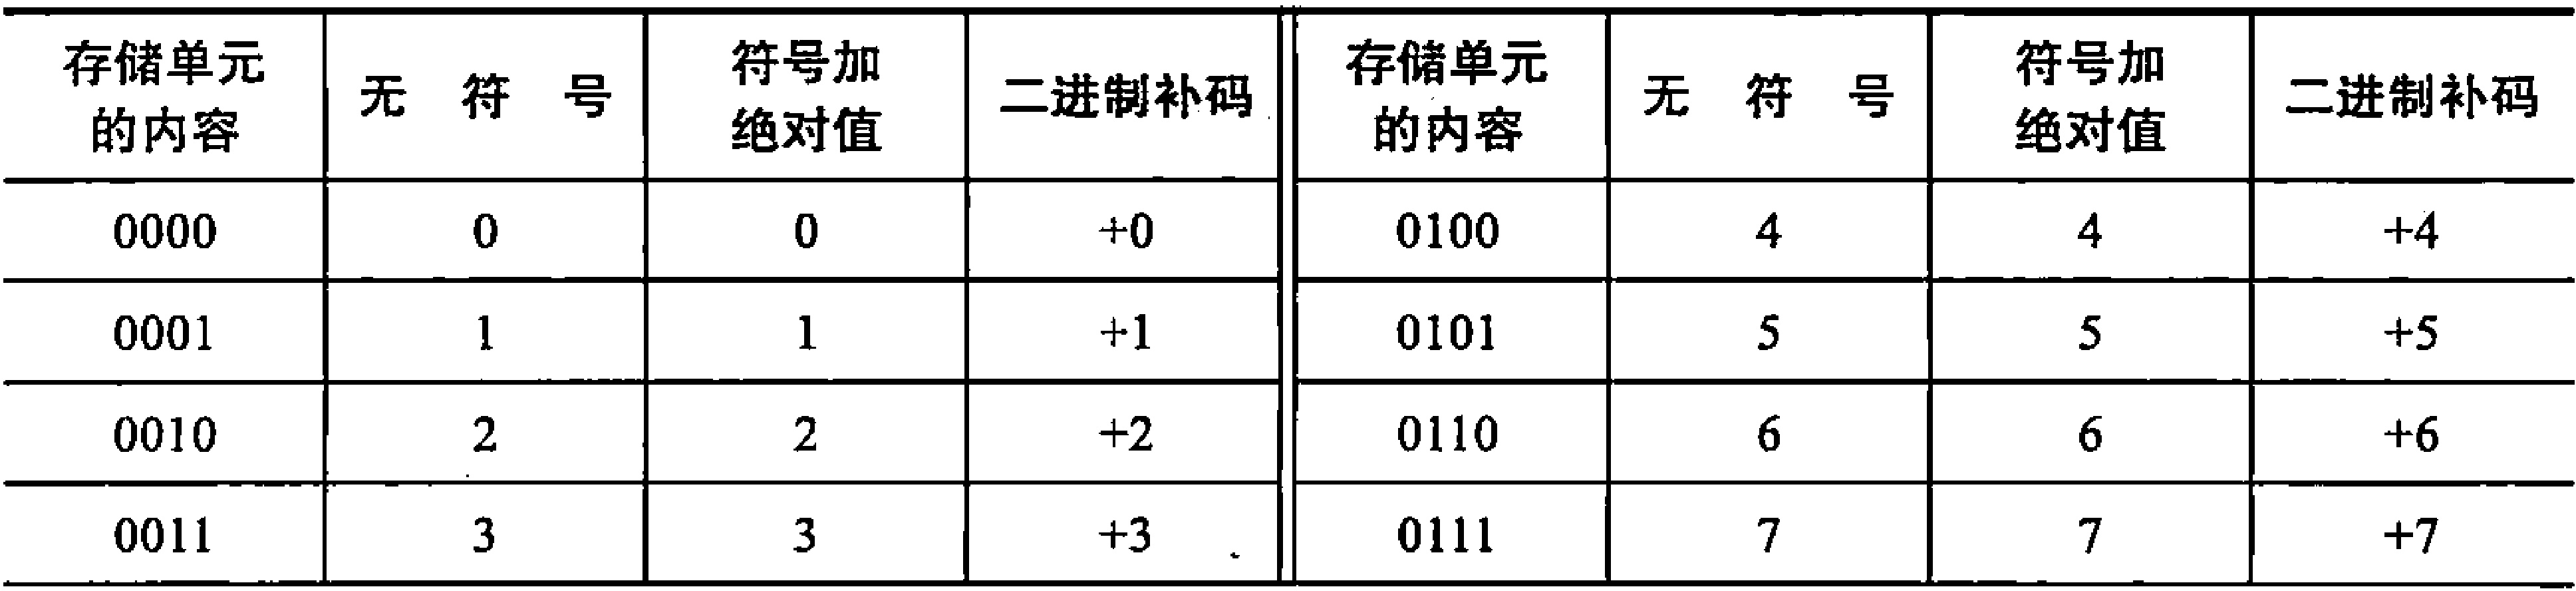 存储单元的内容 无符号 符号加绝对值 二进制补码 存储单元的内容 无符号 符号加绝对值 二进制补码
0000 0 0 +0 0100 4 4 +4
0001 1 1 +1 0101 5 5 +5
0010 2 2 +2 0110 6 6 +6
0011 3 3 +3 0111 7 7 +7